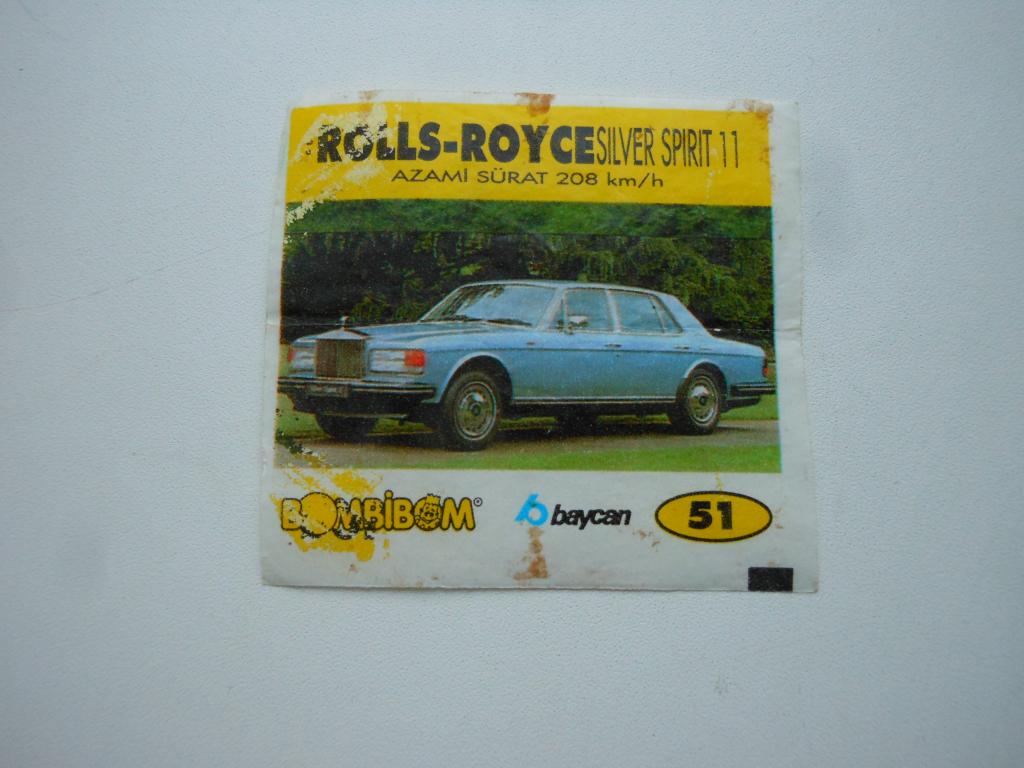 ROLLS-ROYCE SILVER SPIRIT 11
AZAMİ SÜRAT 208 km/h
BOMBİBOM® baycan 51